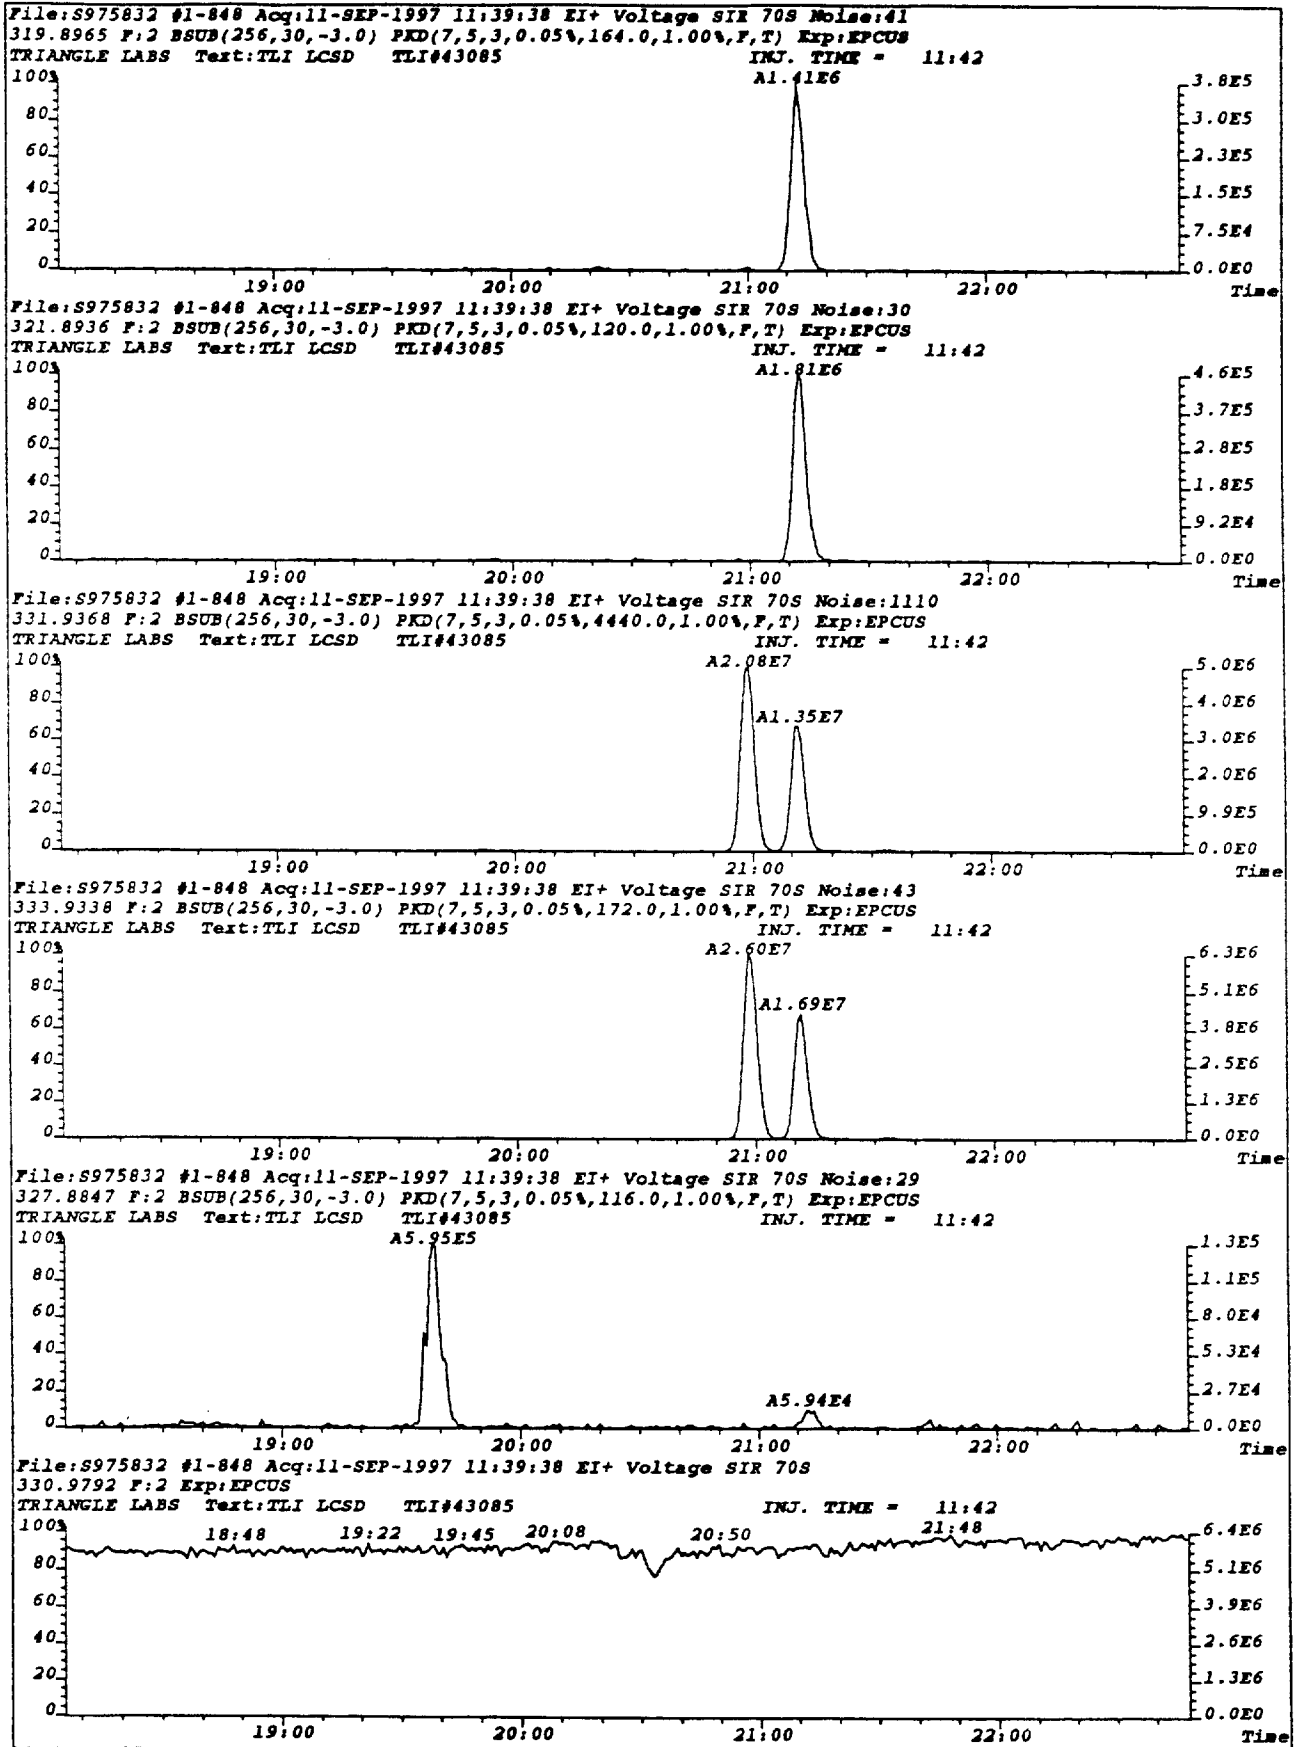 File:S975832 #1-848 Acq:11-SEP-1997 11:39:38 EI+ Voltage SIR 70S Noise:41
319.8965 F:2 BSUB(256,30,-3.0) PKD(7,5,3,0.05%,164.0,1.00%,F,T) Exp:EPCUS
TRIANGLE LABS Text:TLI LCSD TLI#43085 INJ. TIME = 11:42
100% A1.41E6 3.8E5
80 3.0E5
60 2.3E5
40 1.5E5
20 7.5E4
0 0.0E0
19:00 20:00 21:00 22:00 Time
File:S975832 #1-848 Acq:11-SEP-1997 11:39:38 EI+ Voltage SIR 70S Noise:30
321.8936 F:2 BSUB(256,30,-3.0) PKD(7,5,3,0.05%,120.0,1.00%,F,T) Exp:EPCUS
TRIANGLE LABS Text:TLI LCSD TLI#43085 INJ. TIME = 11:42
100% A1.81E6 4.6E5
80 3.7E5
60 2.8E5
40 1.8E5
20 9.2E4
0 0.0E0
19:00 20:00 21:00 22:00 Time
File:S975832 #1-848 Acq:11-SEP-1997 11:39:38 EI+ Voltage SIR 70S Noise:1110
331.9368 F:2 BSUB(256,30,-3.0) PKD(7,5,3,0.05%,4440.0,1.00%,F,T) Exp:EPCUS
TRIANGLE LABS Text:TLI LCSD TLI#43085 INJ. TIME = 11:42
100% A2.08E7 5.0E6
80 4.0E6
A1.35E7
60 3.0E6
40 2.0E6
20 9.9E5
0 0.0E0
19:00 20:00 21:00 22:00 Time
File:S975832 #1-848 Acq:11-SEP-1997 11:39:38 EI+ Voltage SIR 70S Noise:43
333.9338 F:2 BSUB(256,30,-3.0) PKD(7,5,3,0.05%,172.0,1.00%,F,T) Exp:EPCUS
TRIANGLE LABS Text:TLI LCSD TLI#43085 INJ. TIME = 11:42
100% A2.60E7 6.3E6
80 5.1E6
A1.69E7
60 3.8E6
40 2.5E6
20 1.3E6
0 0.0E0
19:00 20:00 21:00 22:00 Time
File:S975832 #1-848 Acq:11-SEP-1997 11:39:38 EI+ Voltage SIR 70S Noise:29
327.8847 F:2 BSUB(256,30,-3.0) PKD(7,5,3,0.05%,116.0,1.00%,F,T) Exp:EPCUS
TRIANGLE LABS Text:TLI LCSD TLI#43085 INJ. TIME = 11:42
100% A5.95E5 1.3E5
80 1.1E5
60 8.0E4
40 5.3E4
20 A5.94E4 2.7E4
0 0.0E0
19:00 20:00 21:00 22:00 Time
File:S975832 #1-848 Acq:11-SEP-1997 11:39:38 EI+ Voltage SIR 70S
330.9792 F:2 Exp:EPCUS
TRIANGLE LABS Text:TLI LCSD TLI#43085 INJ. TIME = 11:42
100% 18:48 19:22 19:45 20:08 20:50 21:48 6.4E6
80 5.1E6
60 3.9E6
40 2.6E6
20 1.3E6
0 0.0E0
19:00 20:00 21:00 22:00 Time